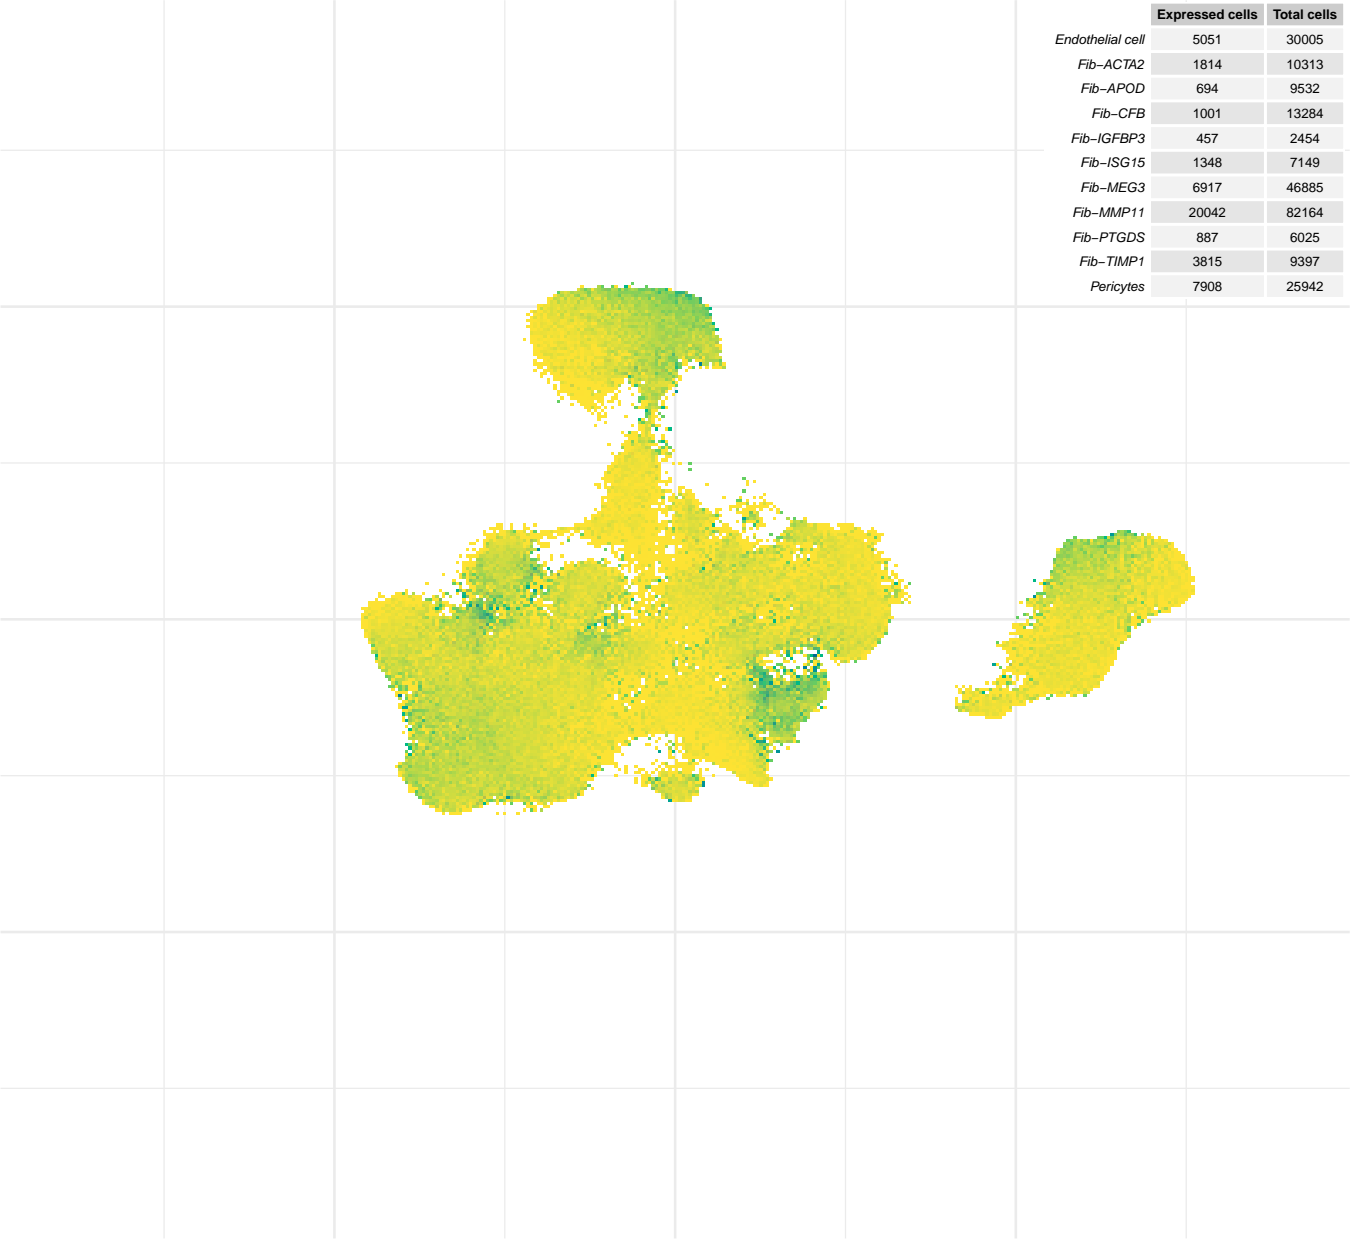 Expressed cells Total cells
Endothelial cell 5051 30005
Fib−ACTA2 1814 10313
Fib−APOD 694 9532
Fib−CFB 1001 13284
Fib−IGFBP3 457 2454
Fib−ISG15 1348 7149
Fib−MEG3 6917 46885
Fib−MMP11 20042 82164
Fib−PTGDS 887 6025
Fib−TIMP1 3815 9397
Pericytes 7908 25942